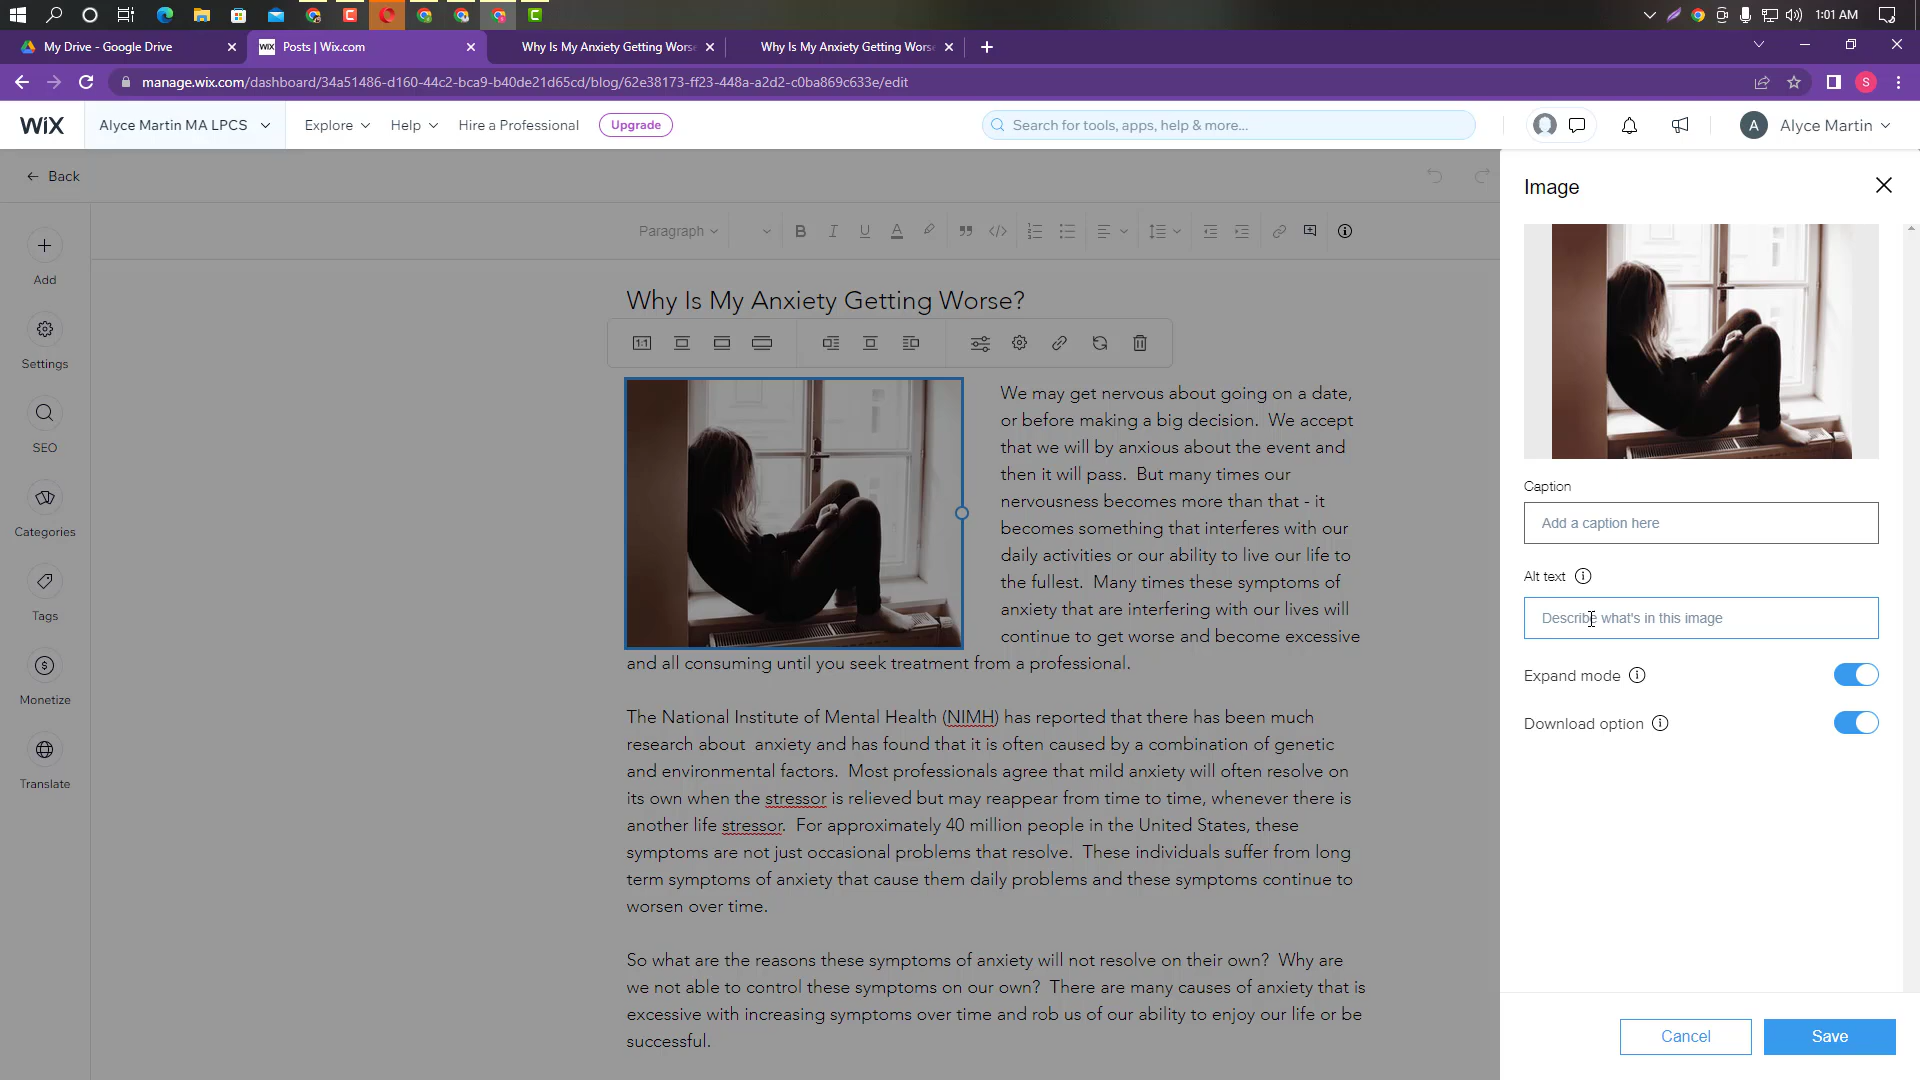 1:01 AM
My Drive - Google Drive
WiX Posts | Wix.com
Why Is My Anxiety Getting Worse
Why Is My Anxiety Getting Worse
manage.wix.com/dashboard/34a51486-d160-44c2-bca9-b40de21d65cd/blog/62e38173-ff23-448a-a2d2-c0ba869c633e/edit
S
WiX
Alyce Martin MA LPCS
Explore
Help
Hire a Professional
Upgrade
Search for tools, apps, help & more...
A Alyce Martin
Back
Paragraph
Add
Settings
SEO
Categories
Tags
Monetize
Translate
Why Is My Anxiety Getting Worse?
1:1
We may get nervous about going on a date,
or before making a big decision.  We accept
that we will by anxious about the event and
then it will pass.  But many times our
nervousness becomes more than that - it
becomes something that interferes with our
daily activities or our ability to live our life to
the fullest.  Many times these symptoms of
anxiety that are interfering with our lives will
continue to get worse and become excessive
and all consuming until you seek treatment from a professional.
The National Institute of Mental Health (NIMH) has reported that there has been much
research about  anxiety and has found that it is often caused by a combination of genetic
and environmental factors.  Most professionals agree that mild anxiety will often resolve on
its own when the stressor is relieved but may reappear from time to time, whenever there is
another life stressor.  For approximately 40 million people in the United States, these
symptoms are not just occasional problems that resolve.  These individuals suffer from long
term symptoms of anxiety that cause them daily problems and these symptoms continue to
worsen over time.
So what are the reasons these symptoms of anxiety will not resolve on their own?  Why are
we not able to control these symptoms on our own?  There are many causes of anxiety that is
excessive with increasing symptoms over time and rob us of our ability to enjoy our life or be
successful.
Image
Caption
Add a caption here
Alt text
Describe what's in this image
Expand mode
Download option
Cancel
Save